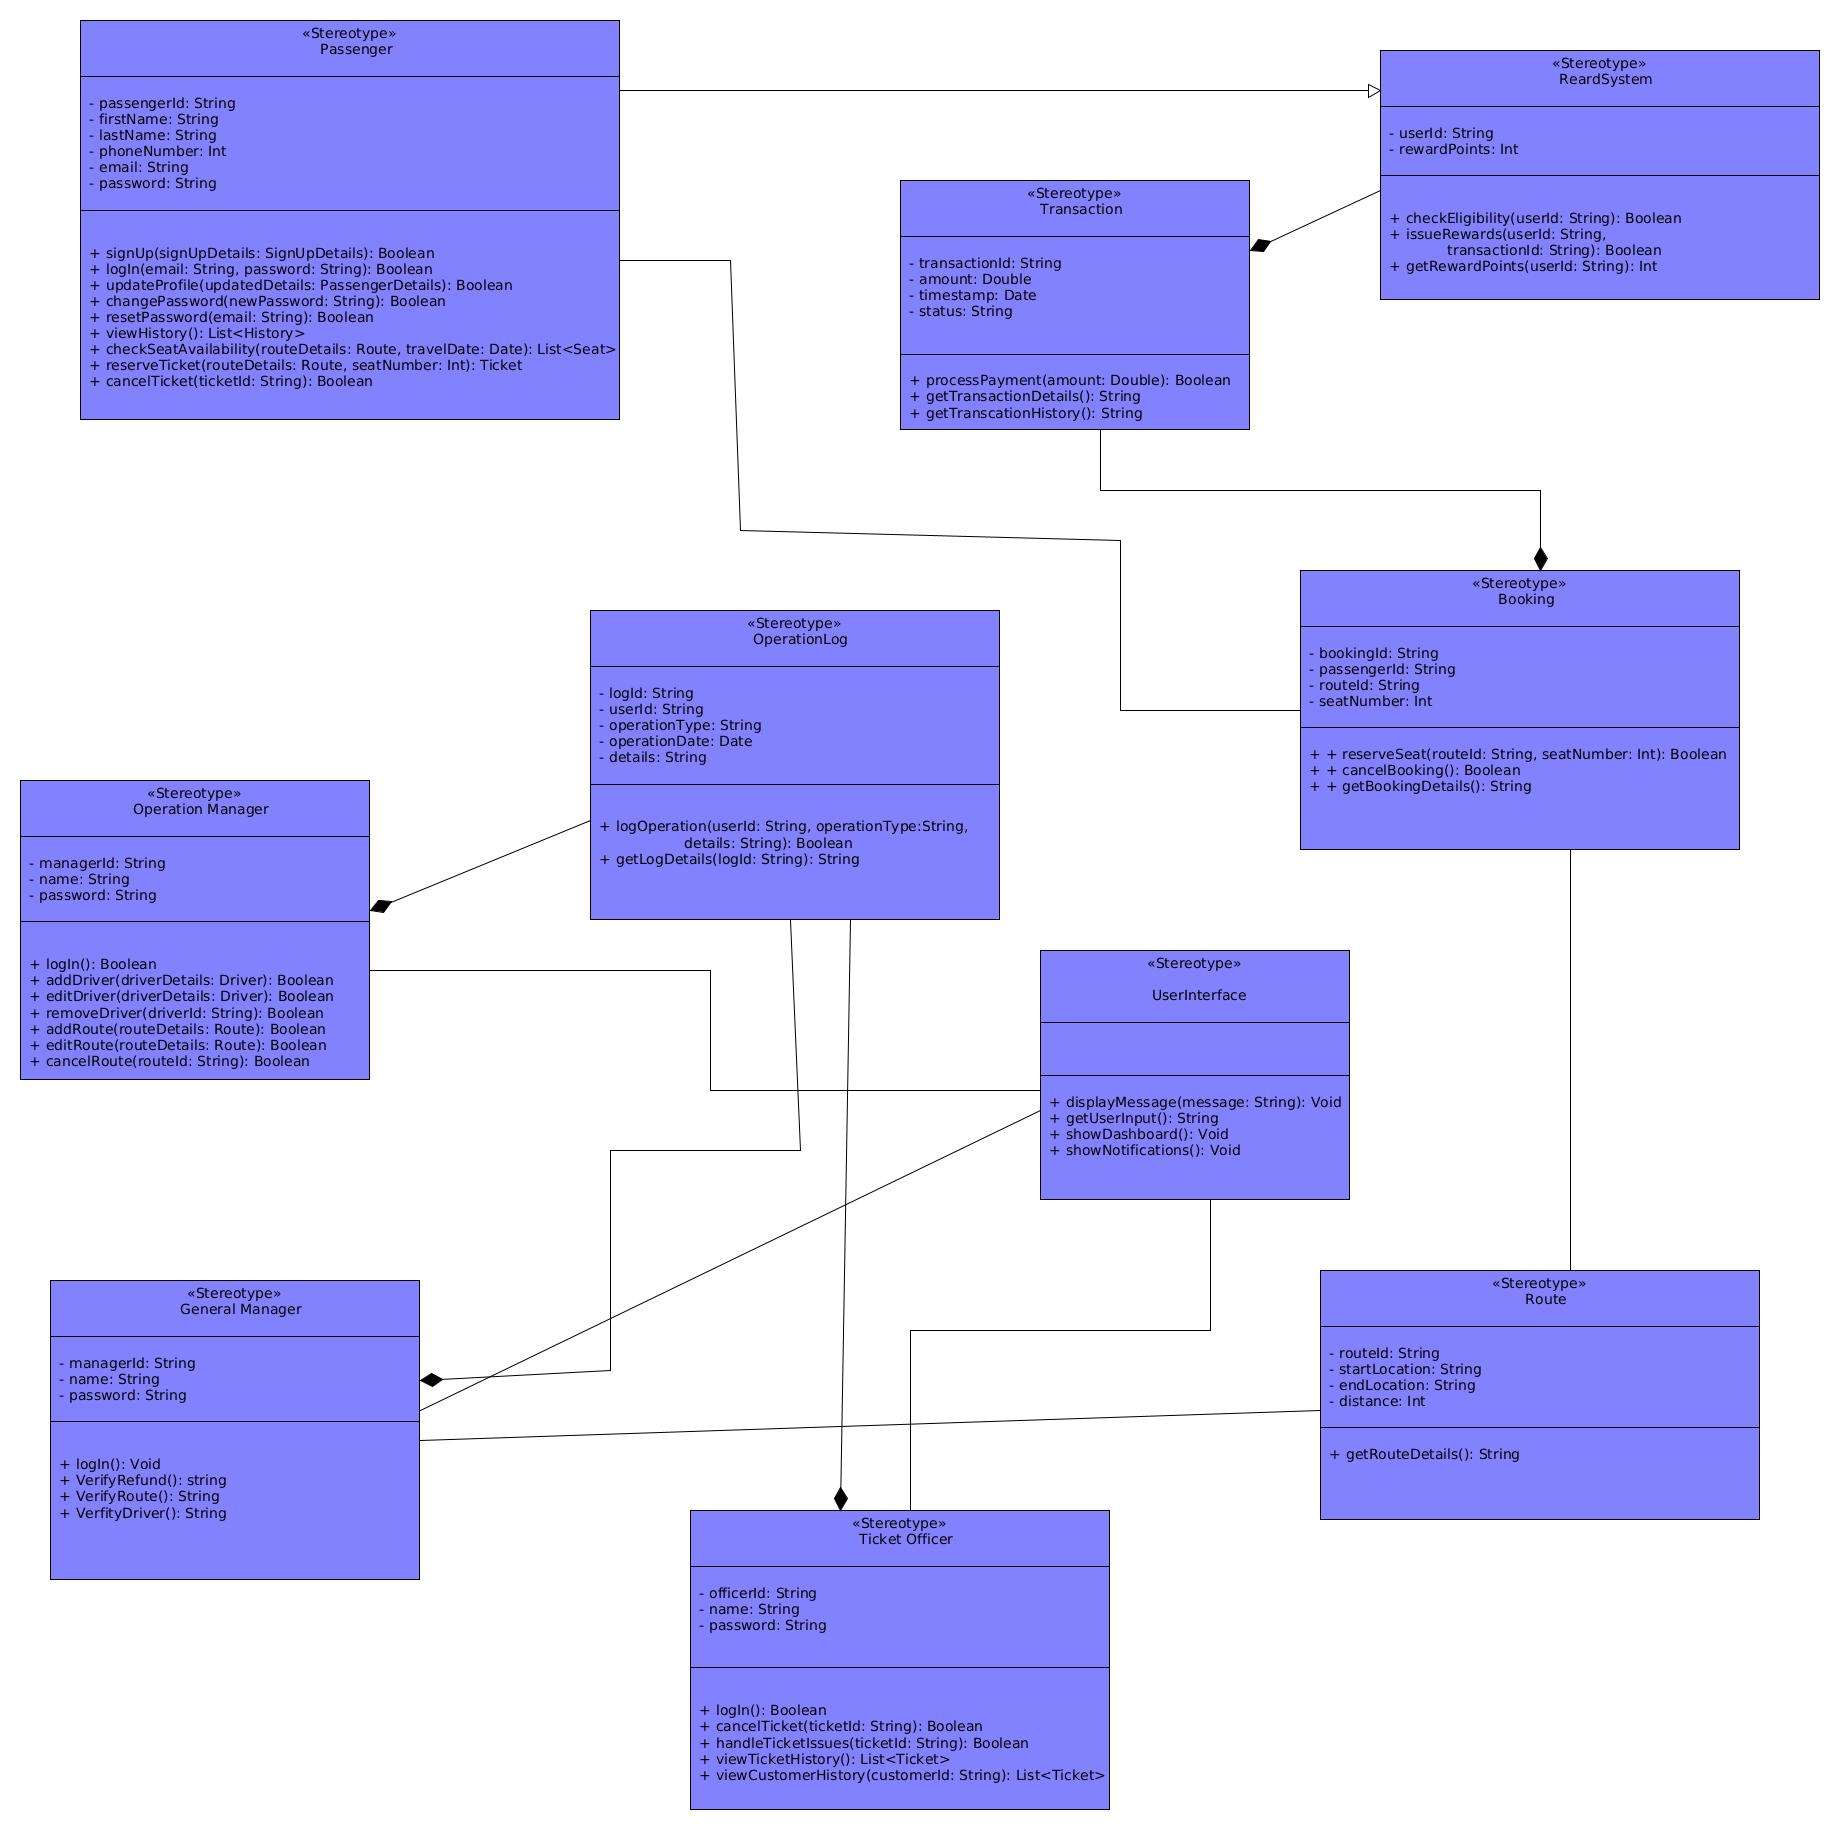 «Stereotype»
Passenger
- passengerId: String
- firstName: String
- lastName: String
- phoneNumber: Int
- email: String
- password: String
+ signUp(signUpDetails: SignUpDetails): Boolean
+ logIn(email: String, password: String): Boolean
+ updateProfile(updatedDetails: PassengerDetails): Boolean
+ changePassword(newPassword: String): Boolean
+ resetPassword(email: String): Boolean
+ viewHistory(): List<History>
+ checkSeatAvailability(routeDetails: Route, travelDate: Date): List<Seat>
+ reserveTicket(routeDetails: Route, seatNumber: Int): Ticket
+ cancelTicket(ticketId: String): Boolean
«Stereotype»
ReardSystem
- userId: String
- rewardPoints: Int
+ checkEligibility(userId: String): Boolean
+ issueRewards(userId: String,
transactionId: String): Boolean
+ getRewardPoints(userId: String): Int
«Stereotype»
Transaction
- transactionId: String
- amount: Double
- timestamp: Date
- status: String
+ processPayment(amount: Double): Boolean
+ getTransactionDetails(): String
+ getTranscationHistory(): String
«Stereotype»
Booking
- bookingId: String
- passengerId: String
- routeId: String
- seatNumber: Int
+ + reserveSeat(routeId: String, seatNumber: Int): Boolean
+ + cancelBooking(): Boolean
+ + getBookingDetails(): String
«Stereotype»
OperationLog
- logId: String
- userId: String
- operationType: String
- operationDate: Date
- details: String
+ logOperation(userId: String, operationType:String,
details: String): Boolean
+ getLogDetails(logId: String): String
«Stereotype»
Operation Manager
- managerId: String
- name: String
- password: String
+ logIn(): Boolean
+ addDriver(driverDetails: Driver): Boolean
+ editDriver(driverDetails: Driver): Boolean
+ removeDriver(driverId: String): Boolean
+ addRoute(routeDetails: Route): Boolean
+ editRoute(routeDetails: Route): Boolean
+ cancelRoute(routeId: String): Boolean
«Stereotype»
UserInterface
+ displayMessage(message: String): Void
+ getUserInput(): String
+ showDashboard(): Void
+ showNotifications(): Void
«Stereotype»
General Manager
- managerId: String
- name: String
- password: String
+ logIn(): Void
+ VerifyRefund(): string
+ VerifyRoute(): String
+ VerfityDriver(): String
«Stereotype»
Route
- routeId: String
- startLocation: String
- endLocation: String
- distance: Int
+ getRouteDetails(): String
«Stereotype»
Ticket Officer
- officerId: String
- name: String
- password: String
+ logIn(): Boolean
+ cancelTicket(ticketId: String): Boolean
+ handleTicketIssues(ticketId: String): Boolean
+ viewTicketHistory(): List<Ticket>
+ viewCustomerHistory(customerId: String): List<Ticket>